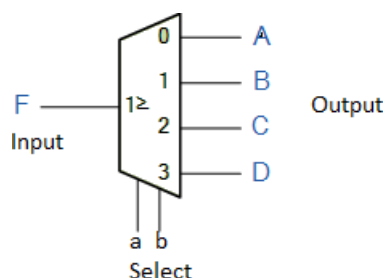 0 A
1 B
F 1≥
Input
2 C
Output
3 D
a b
Select